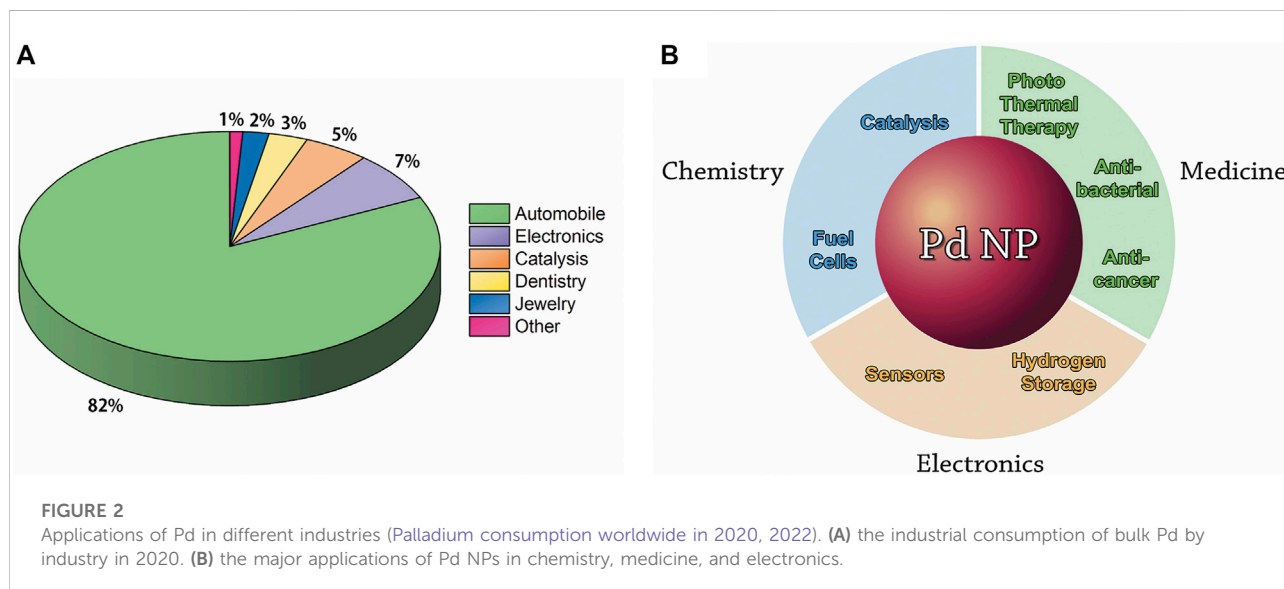 A
1%
2%
3%
5%
7%
82%
Automobile
Electronics
Catalysis
Dentistry
Jewelry
Other
B
Chemistry
Medicine
Electronics
Catalysis
Fuel
Cells
Photo
Thermal
Therapy
Anti-
bacterial
Anti-
cancer
Sensors
Hydrogen
Storage
Pd NP
FIGURE 2
Applications of Pd in different industries (Palladium consumption worldwide in 2020, 2022). (A) the industrial consumption of bulk Pd by
industry in 2020. (B) the major applications of Pd NPs in chemistry, medicine, and electronics.